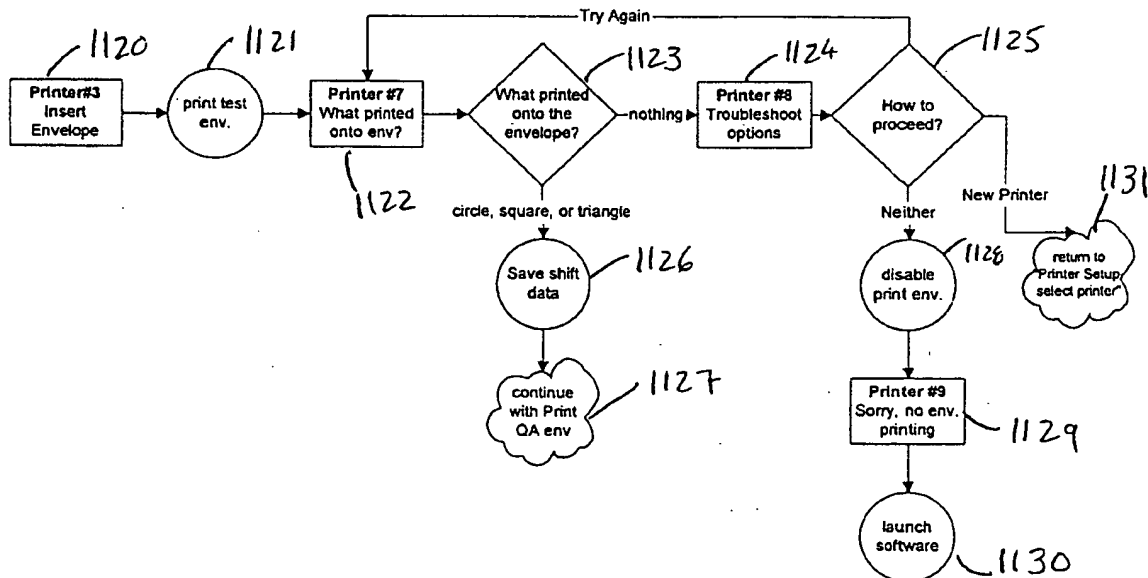 Try Again
1120
1121
1123
1124
1125
Printer#3
Insert
Envelope
print test
env.
Printer #7
What printed
onto env?
What printed
onto the
envelope?
nothing
Printer #8
Troubleshoot
options
How to
proceed?
1122
circle, square, or triangle
Neither
New Printer
1131
Save shift
data
1126
disable
print env.
1128
return to
"Printer Setup,
select printer"
continue
with Print
QA env
1127
Printer #9
Sorry, no env.
printing
1129
launch
software
1130